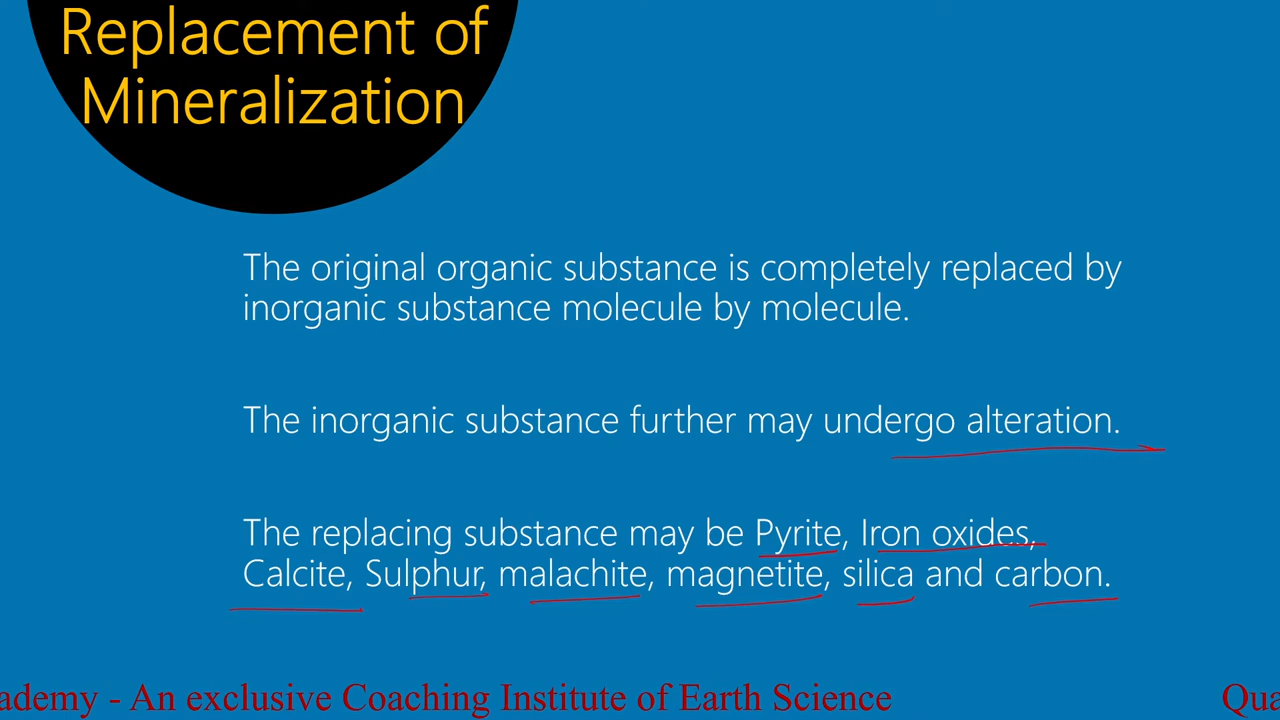 Replacement of
Mineralization
The original organic substance is completely replaced by
inorganic substance molecule by molecule.
The inorganic substance further may undergo alteration.
The replacing substance may be Pyrite, Iron oxides,
Calcite, Sulphur, malachite, magnetite, silica and carbon.
ademy - An exclusive Coaching Institute of Earth Science
Qua